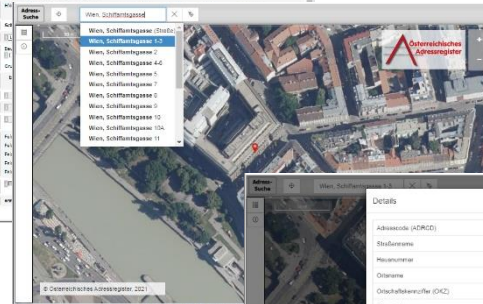 Adress-
Suche
Wien, Schiffamtsgasse
Wien, Schiffamtsgasse (Straße)
Wien, Schiffamtsgasse 1-3
Wien, Schiffamtsgasse 2
Wien, Schiffamtsgasse 4-6
Wien, Schiffamtsgasse 5
Wien, Schiffamtsgasse 7
Wien, Schiffamtsgasse 8
Wien, Schiffamtsgasse 9
Wien, Schiffamtsgasse 10
Wien, Schiffamtsgasse 10A
Wien, Schiffamtsgasse 11
Österreichisches
Adressregister
© Österreichisches Adressregister, 2021
Adress-
Suche
Wien, Schiffamtsgasse 1-3
Details
Adresscode (ADRCD)
Straßenname
Hausnummer
Ortsname
Ortschaftskennziffer (OKZ)